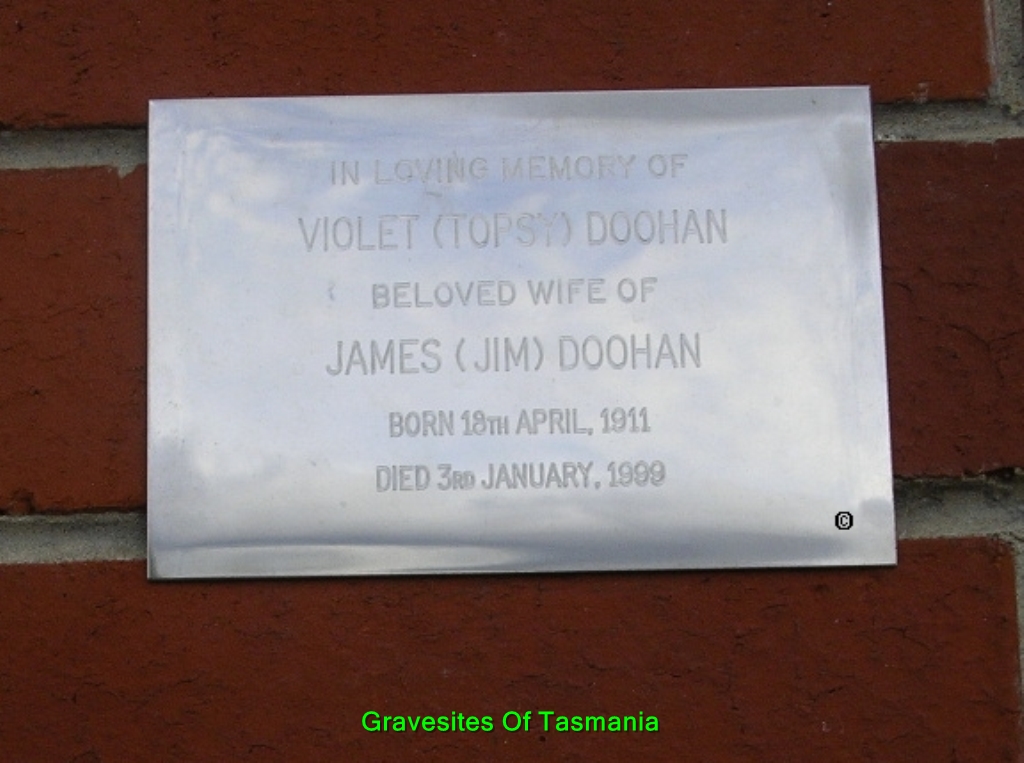 IN LOVING MEMORY OF
VIOLET (TOPSY) DOOHAN
BELOVED WIFE OF
JAMES (JIM) DOOHAN
BORN 18TH APRIL, 1911
DIED 3RD JANUARY, 1999
©
Gravesites Of Tasmania